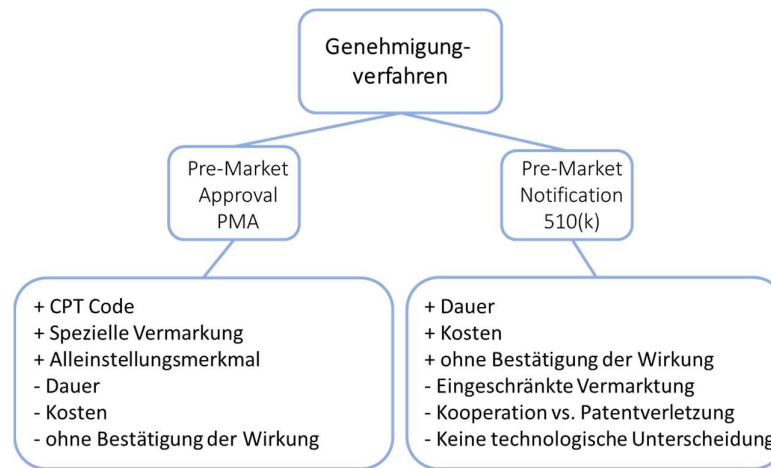 Genehmigung-
verfahren
Pre-Market
Approval
PMA
Pre-Market
Notification
510(k)
+ CPT Code
+ Spezielle Vermarkung
+ Alleinstellungsmerkmal
- Dauer
- Kosten
- ohne Bestätigung der Wirkung
+ Dauer
+ Kosten
+ ohne Bestätigung der Wirkung
- Eingeschränkte Vermarktung
- Kooperation vs. Patentverletzung
- Keine technologische Unterscheidung